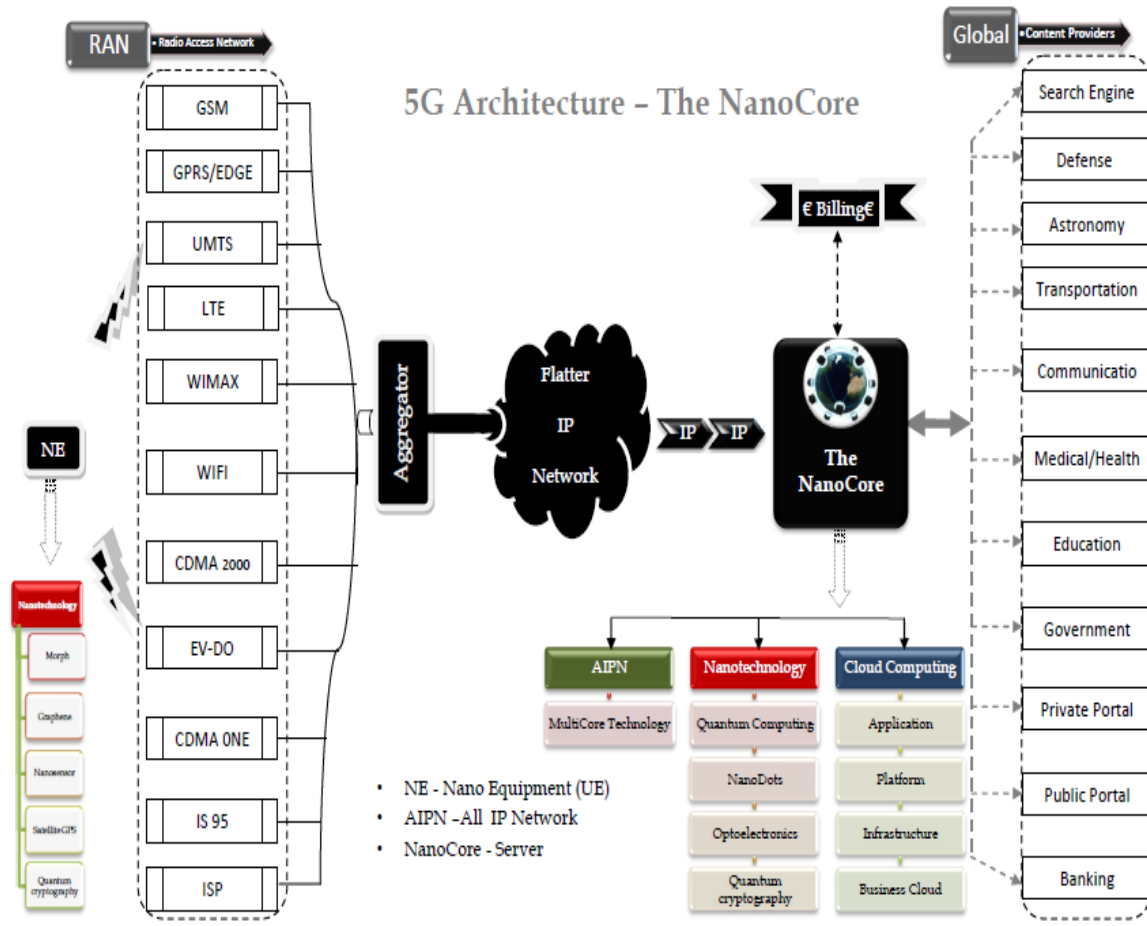 RAN
• Radio Access Network
Global
•Content Providers
5G Architecture – The NanoCore
GSM
GPRS/EDGE
UMTS
LTE
WIMAX
WIFI
CDMA 2000
EV-DO
CDMA 0NE
IS 95
ISP
NE
Nanotechnology
Morph
Graphene
Nanosensor
Satellite GPS
Quantum
cryptography
Aggregator
Flatter
IP
Network
IP
IP
€ Billing€
The
NanoCore
AIPN
MultiCore Technology
Nanotechnology
Quantum Computing
NanoDots
Optoelectronics
Quantum
cryptography
Cloud Computing
Application
Platform
Infrastructure
Business Cloud
• NE - Nano Equipment (UE)
• AIPN –All IP Network
• NanoCore - Server
Search Engine
Defense
Astronomy
Transportation
Communicatio
Medical/Health
Education
Government
Private Portal
Public Portal
Banking